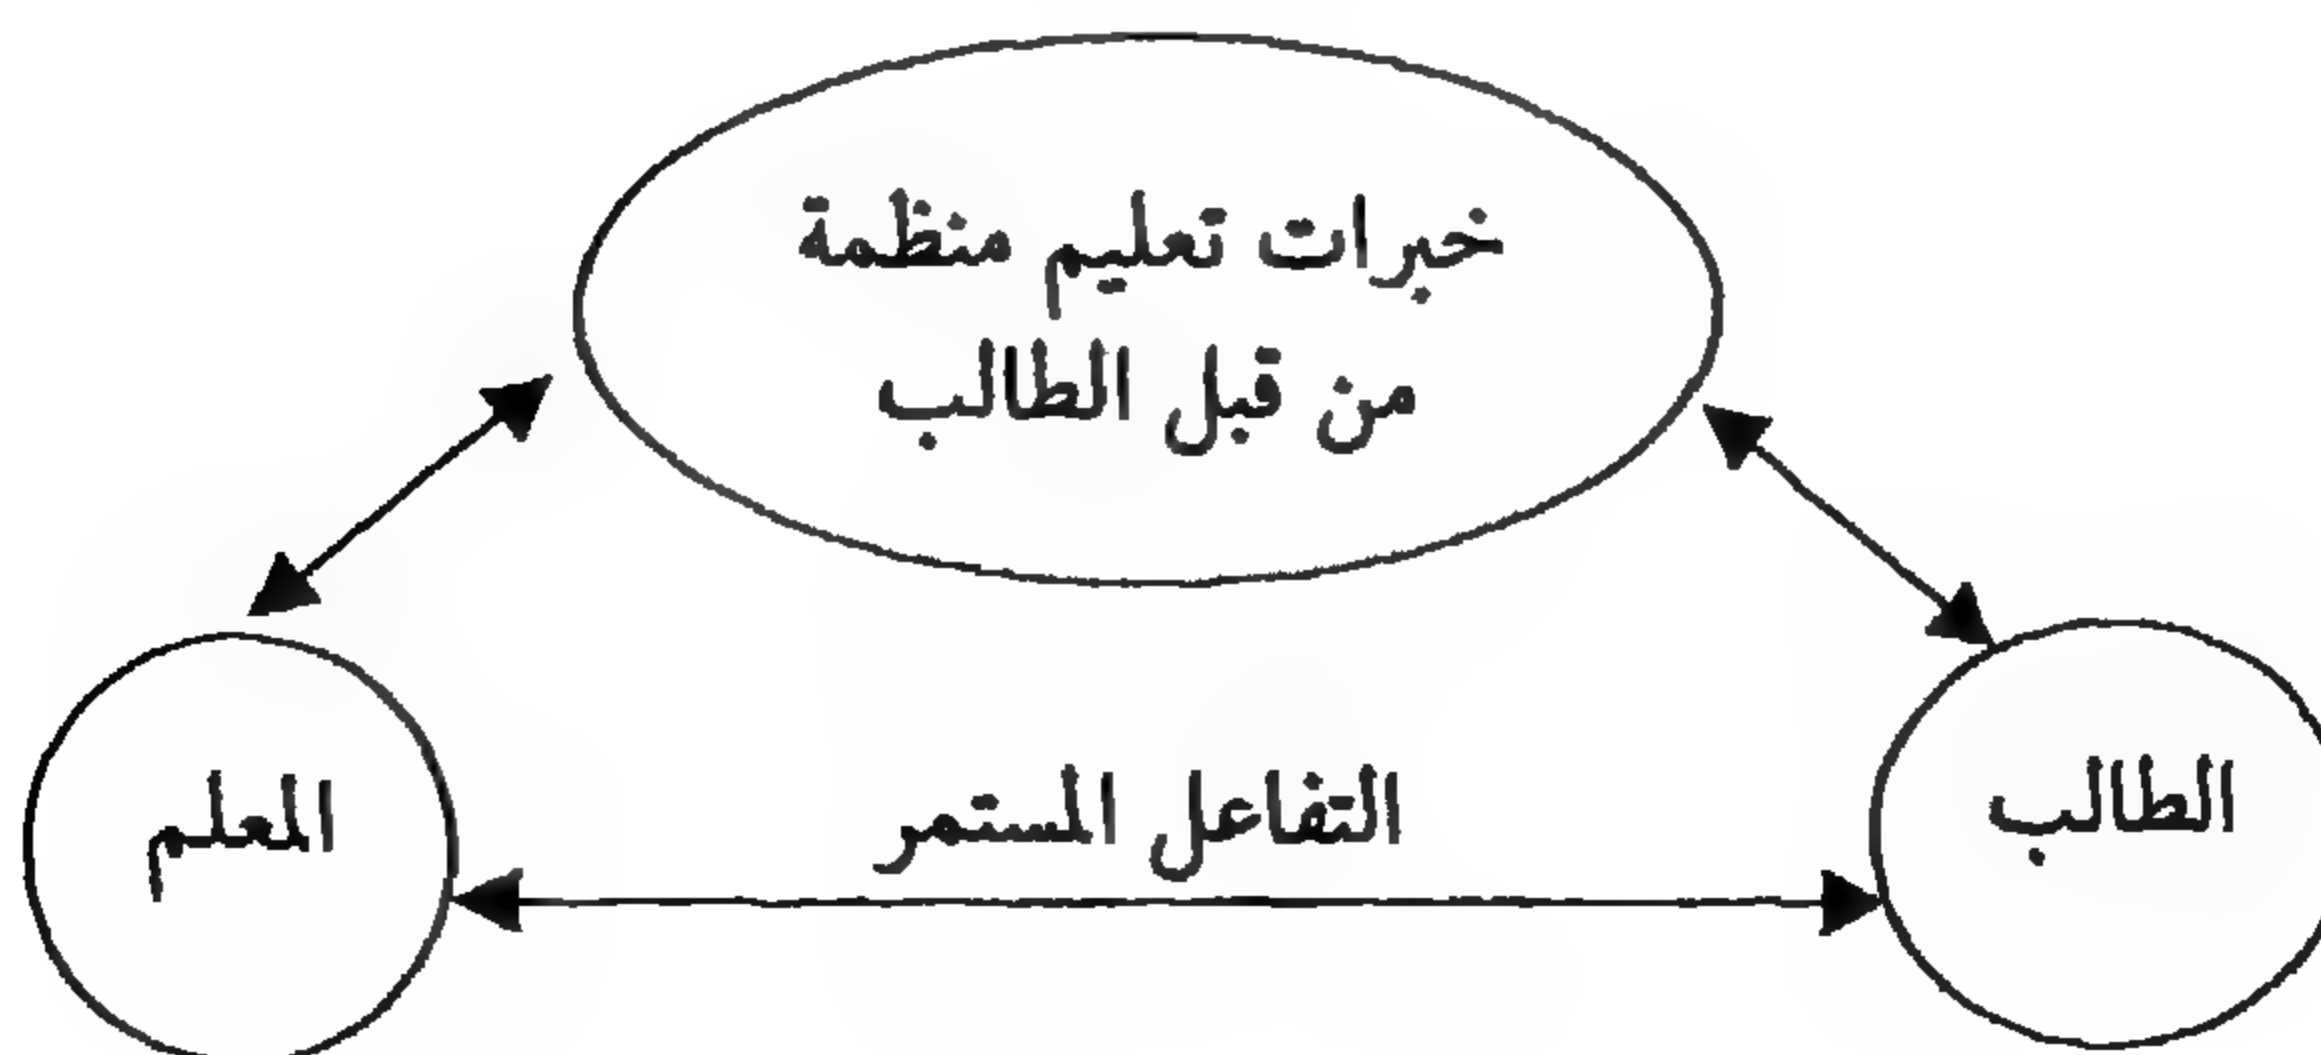 خبرات تعليم منظمة
من قبل الطالب
الطالب
التفاعل المستمر
المعلم